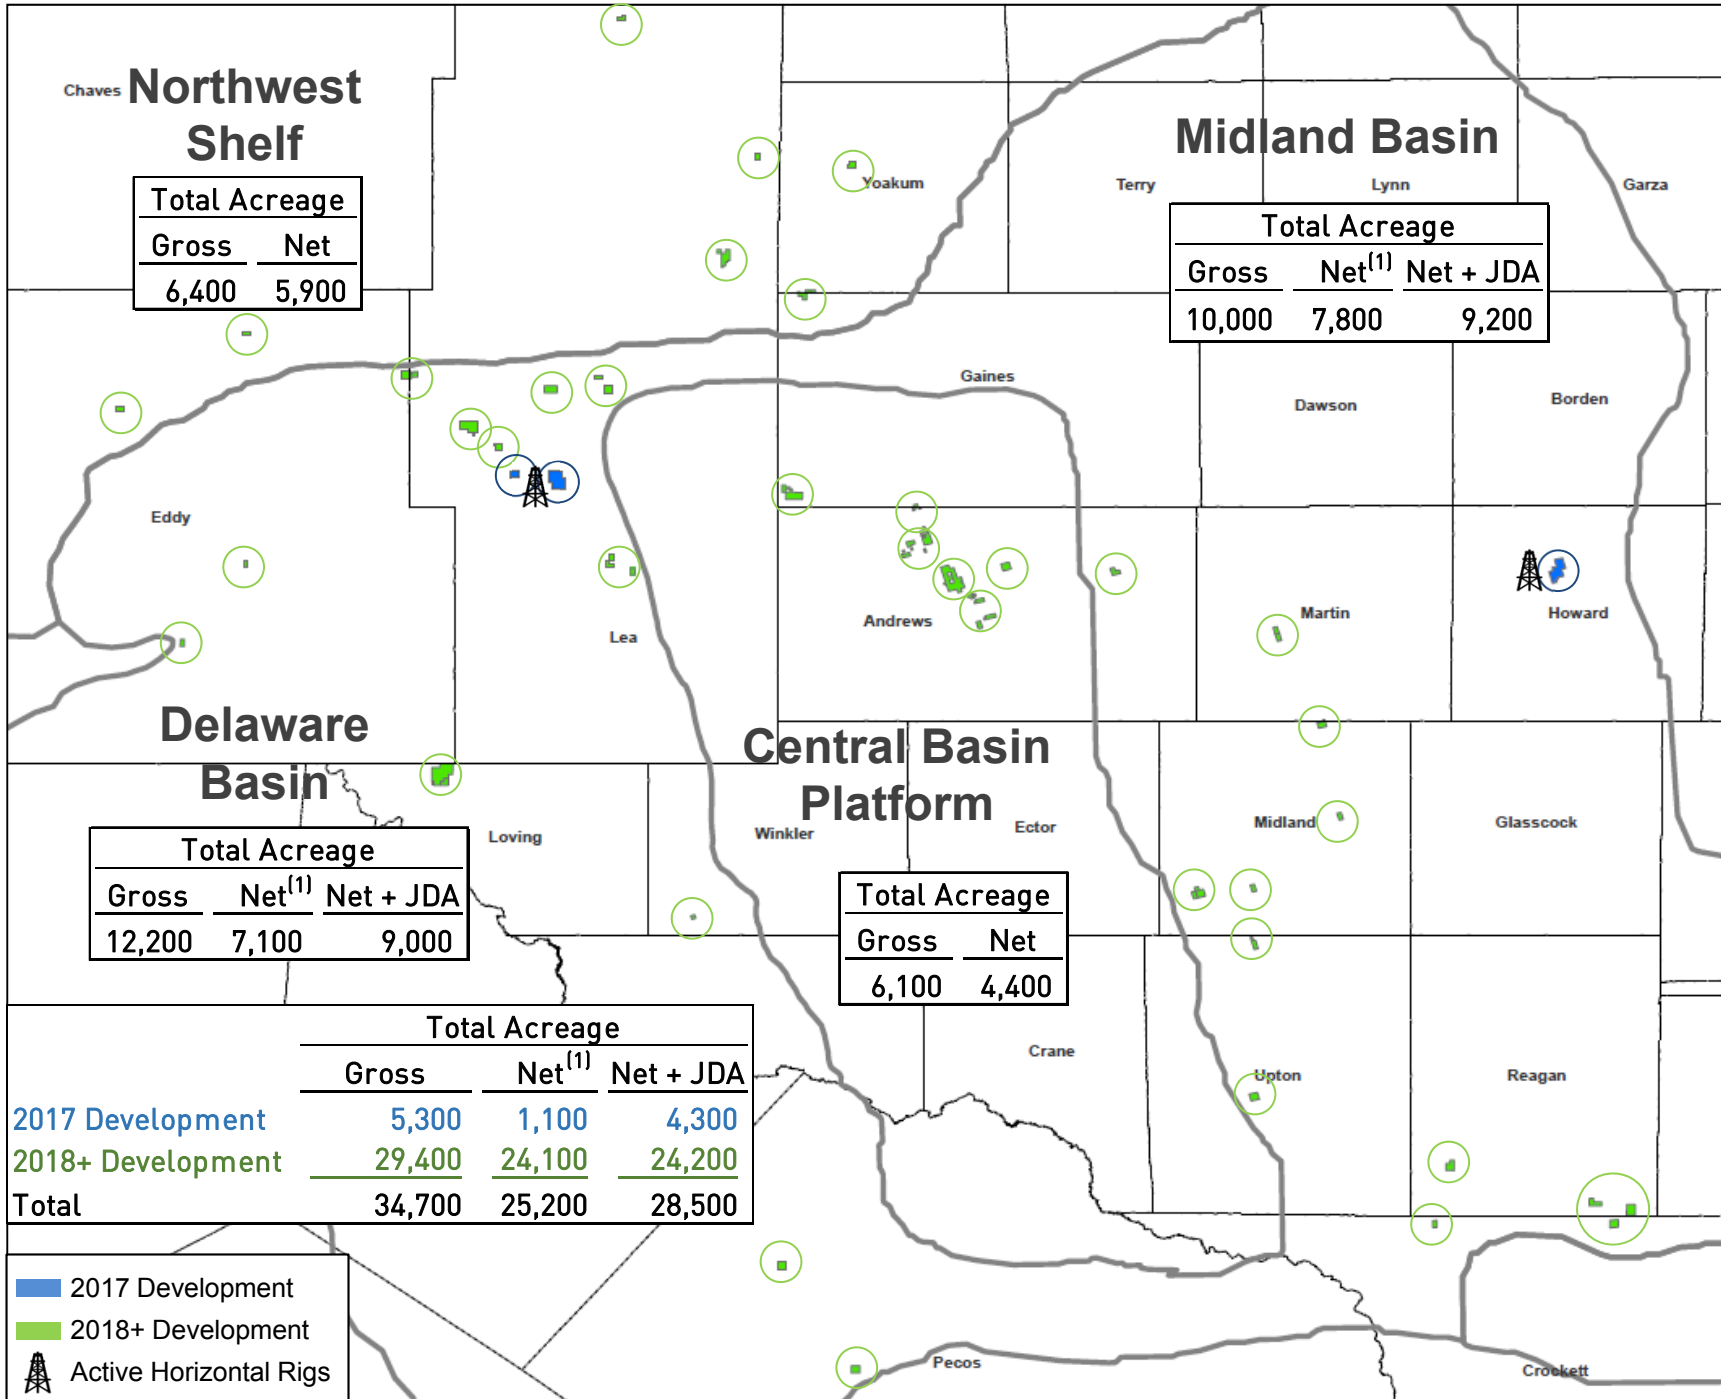 Chaves
Northwest
Shelf
Total Acreage
Gross Net
6,400 5,900
Midland Basin
Yoakum
Terry
Lynn
Garza
Total Acreage
Gross Net(1) Net + JDA
10,000 7,800 9,200
Gaines
Dawson
Borden
Eddy
Lea
Andrews
Martin
Howard
Delaware
Basin
Central Basin
Platform
Loving
Winkler
Ector
Midland
Glasscock
Total Acreage
Gross Net(1) Net + JDA
12,200 7,100 9,000
Total Acreage
Gross Net
6,100 4,400
Crane
Upton
Reagan
Total Acreage
Gross Net(1) Net + JDA
2017 Development 5,300 1,100 4,300
2018+ Development 29,400 24,100 24,200
Total 34,700 25,200 28,500
2017 Development
2018+ Development
Active Horizontal Rigs
Pecos
Crockett